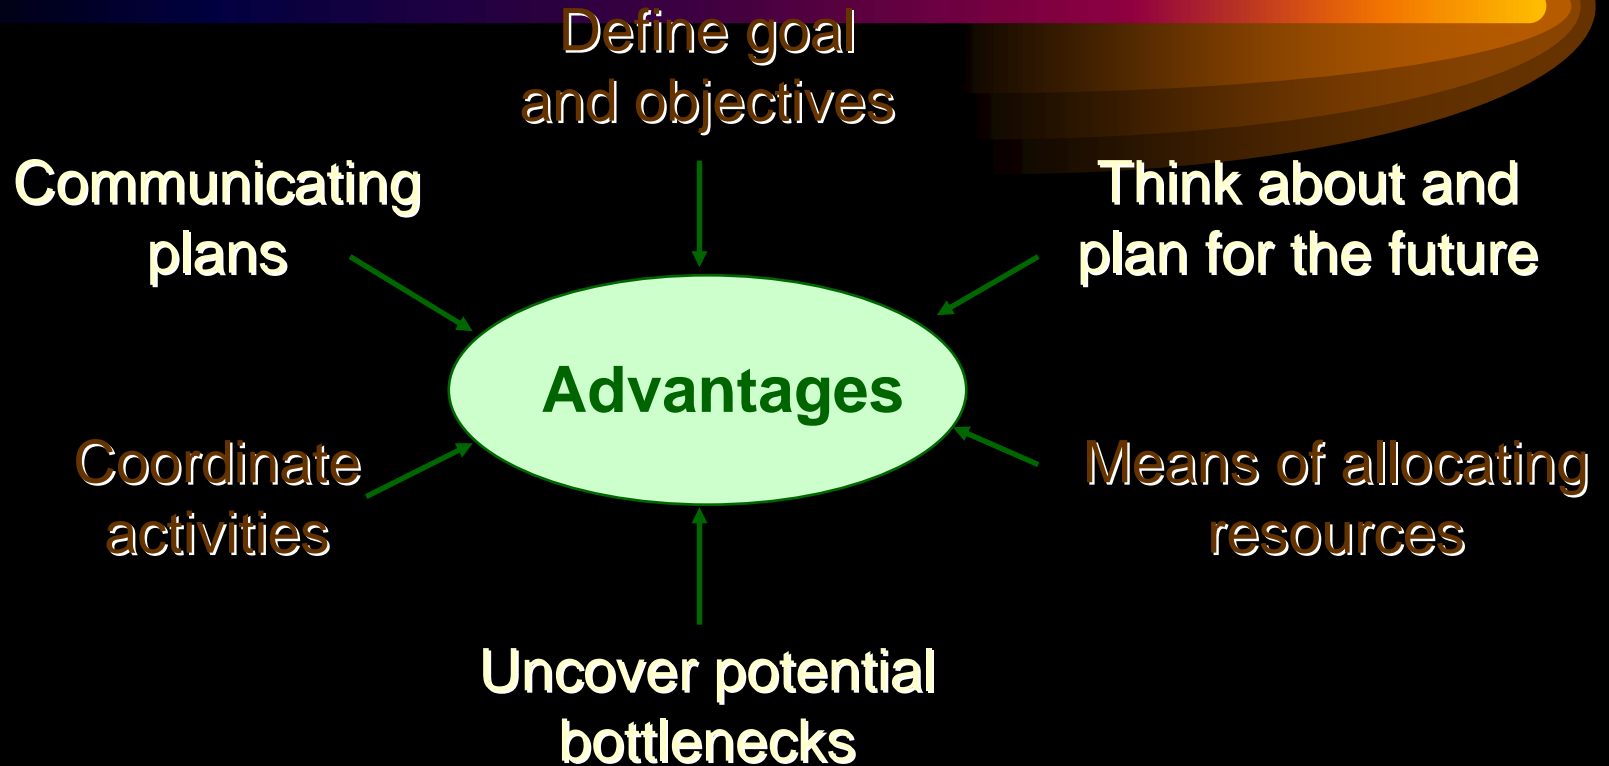 Define goal
and objectives
Communicating
plans
Think about and
plan for the future
Advantages
Coordinate
activities
Means of allocating
resources
Uncover potential
bottlenecks